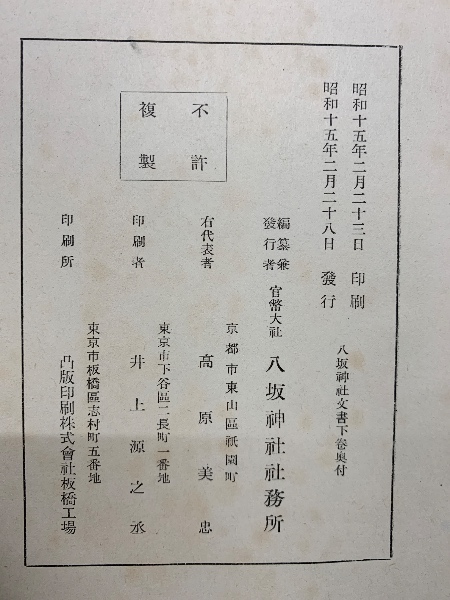 八坂神社文書下巻奥付
昭和十五年二月二十三日 印刷
昭和十五年二月二十八日 發行
編纂兼發行者 官幣大社 八坂神社社務所
京都市東山區祇園町
右代表者 高原美忠
東京市下谷區二長町一番地
印刷者 井上源之丞
東京市板橋區志村町五番地
印刷所 凸版印刷株式會社板橋工場
不許
複製